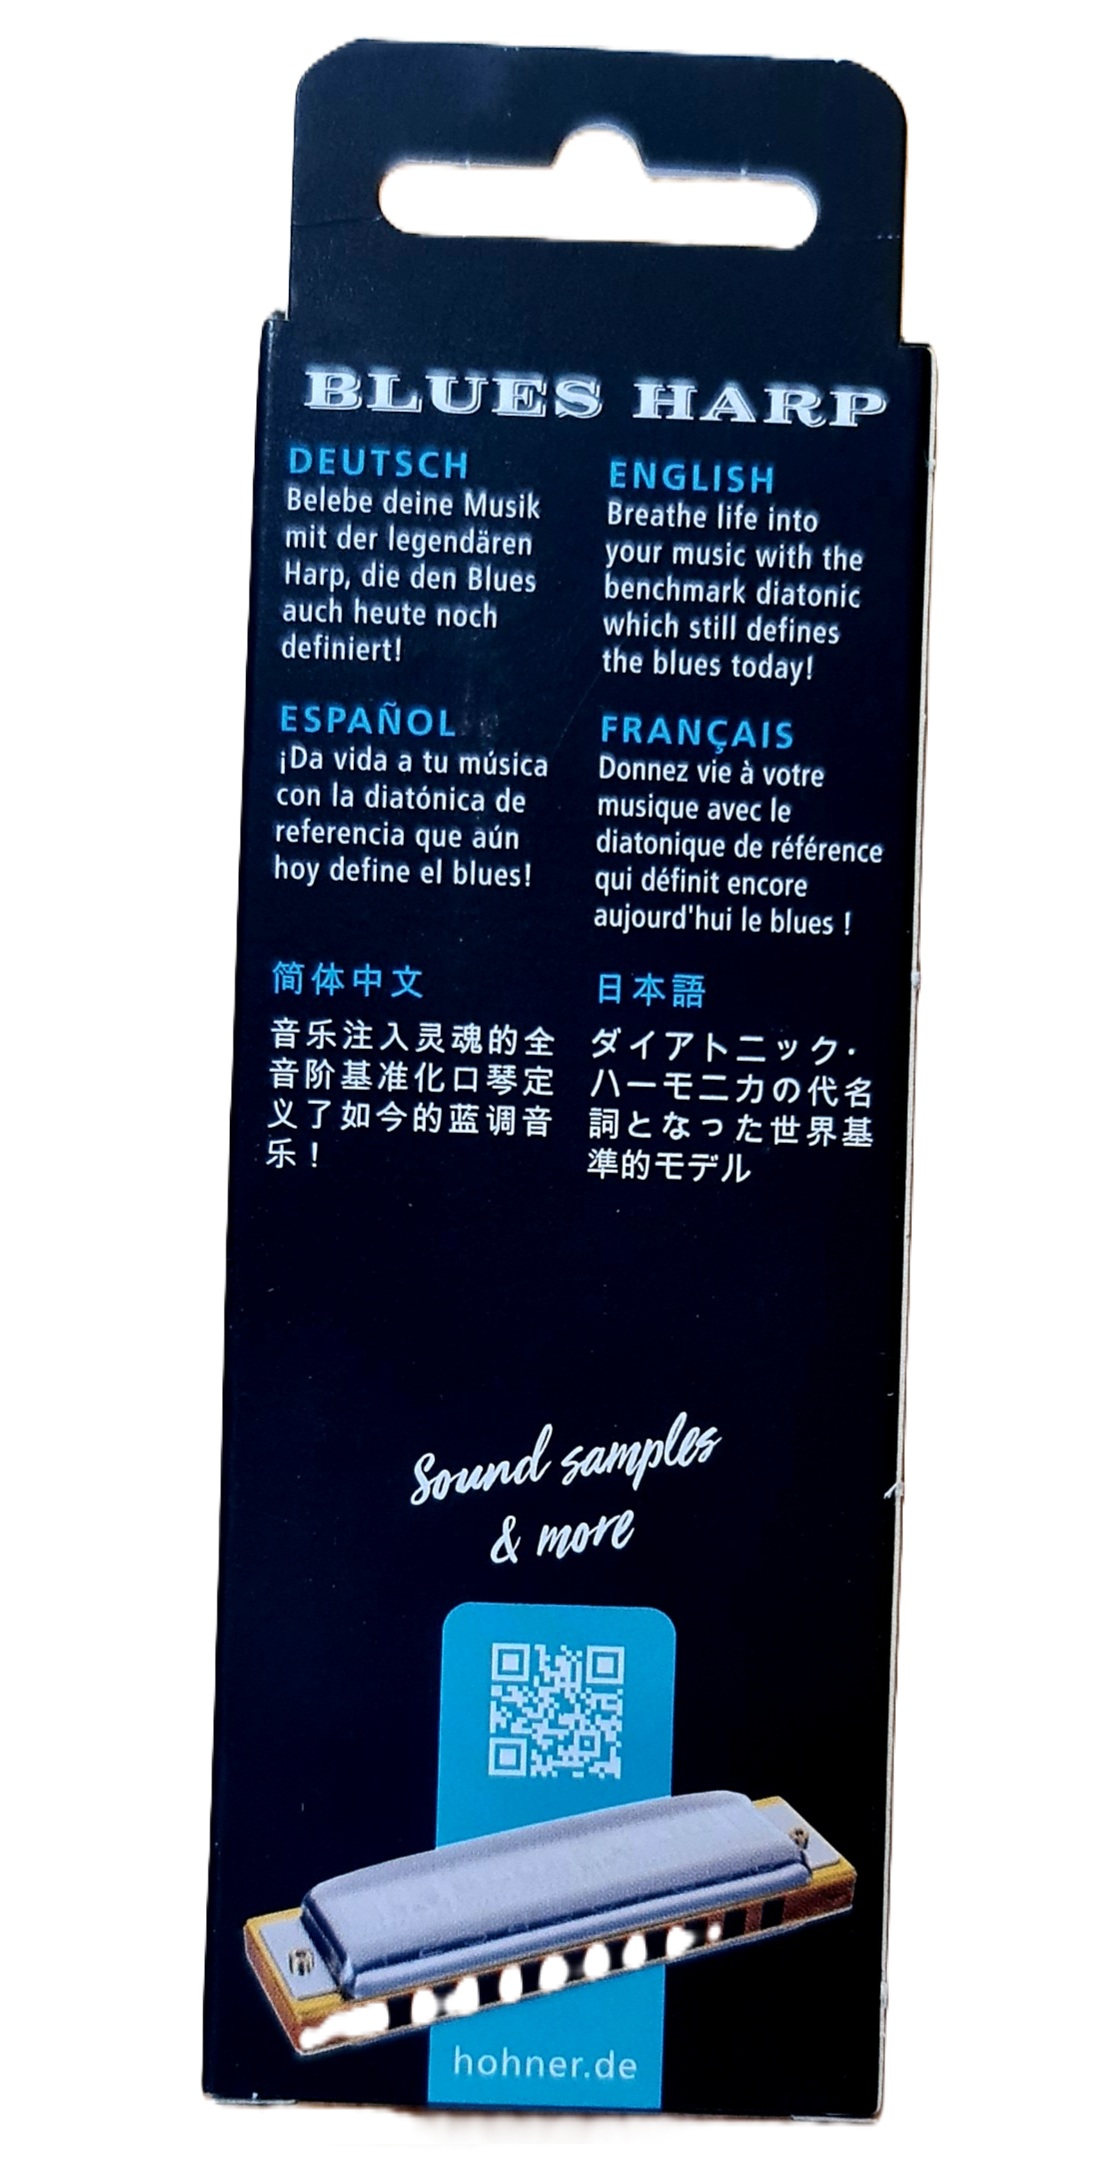 BLUES HARP
DEUTSCH
Belebe deine Musik
mit der legendären
Harp, die den Blues
auch heute noch
definiert!
ENGLISH
Breathe life into
your music with the
benchmark diatonic
which still defines
the blues today!
ESPAÑOL
¡Da vida a tu música
con la diatónica de
referencia que aún
hoy define el blues!
FRANÇAIS
Donnez vie à votre
musique avec le
diatonique de référence
qui définit encore
aujourd'hui le blues !
简体中文
音乐注入灵魂的全
音阶基准化口琴定
义了如今的蓝调音
乐！
日本語
ダイアトニック・
ハーモニカの代名
詞となった世界基
準的モデル
Sound samples
& more
hohner.de